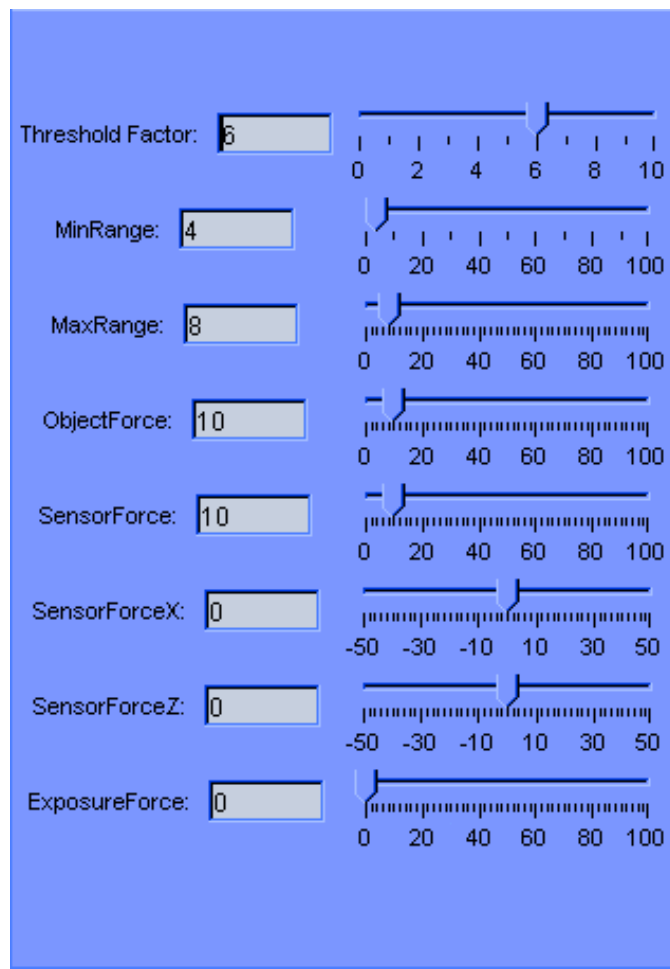 Threshold Factor: 6
0 2 4 6 8 10
MinRange: 4
0 20 40 60 80 100
MaxRange: 8
0 20 40 60 80 100
ObjectForce: 10
0 20 40 60 80 100
SensorForce: 10
0 20 40 60 80 100
SensorForceX: 0
-50 -30 -10 10 30 50
SensorForceZ: 0
-50 -30 -10 10 30 50
ExposureForce: 0
0 20 40 60 80 100